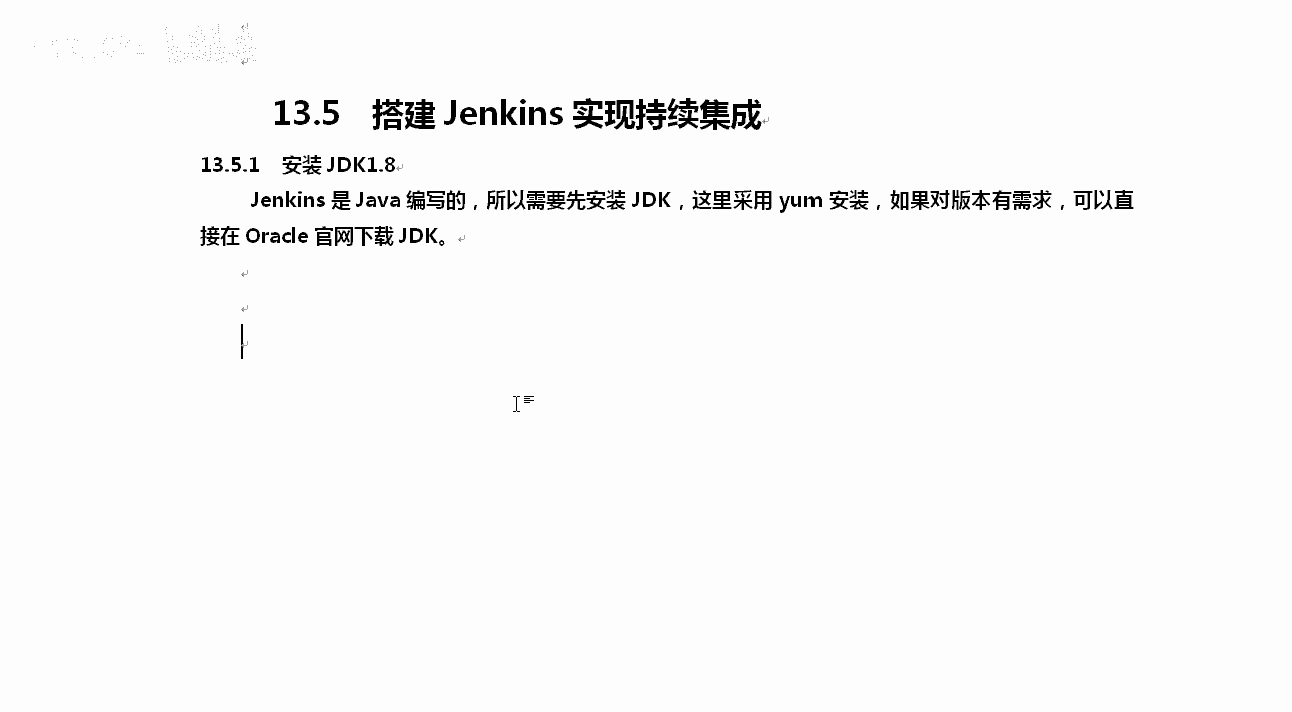 13.5 搭建 Jenkins 实现持续集成
13.5.1 安装 JDK1.8
Jenkins 是 Java 编写的，所以需要先安装 JDK，这里采用 yum 安装，如果对版本有需求，可以直
接在 Oracle 官网下载 JDK。